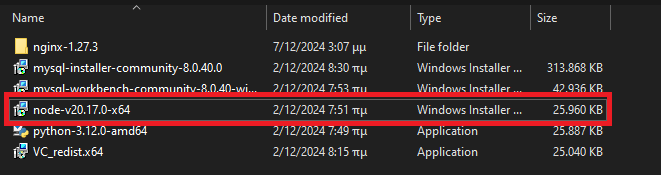 Name Date modified Type Size
nginx-1.27.3 7/12/2024 3:07 μμ File folder
mysql-installer-community-8.0.40.0 2/12/2024 8:30 πμ Windows Installer ... 313.868 KB
mysql-workbench-community-8.0.40-wi... 2/12/2024 7:53 πμ Windows Installer ... 42.936 KB
node-v20.17.0-x64 2/12/2024 7:51 πμ Windows Installer ... 25.960 KB
python-3.12.0-amd64 2/12/2024 7:49 πμ Application 25.887 KB
VC_redist.x64 2/12/2024 8:15 πμ Application 25.040 KB